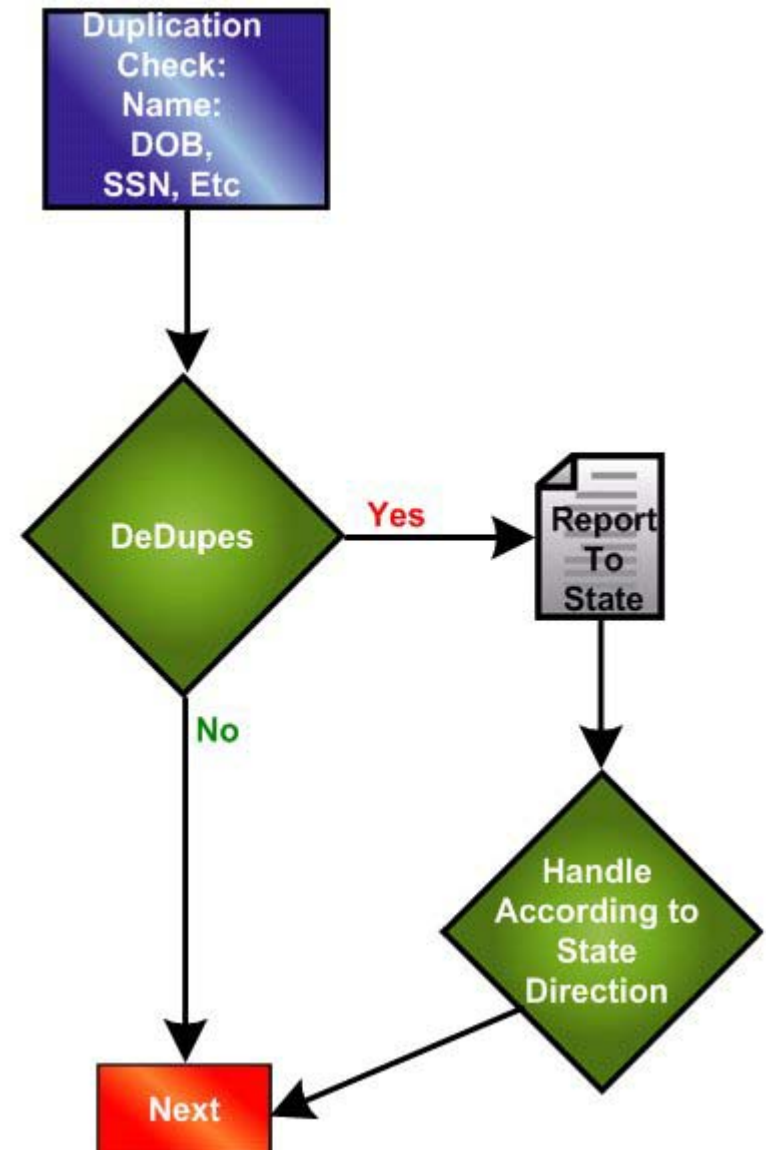 Duplication
Check:
Name:
DOB,
SSN, Etc
DeDupes
Yes
Report
To
State
No
Handle
According to
State
Direction
Next